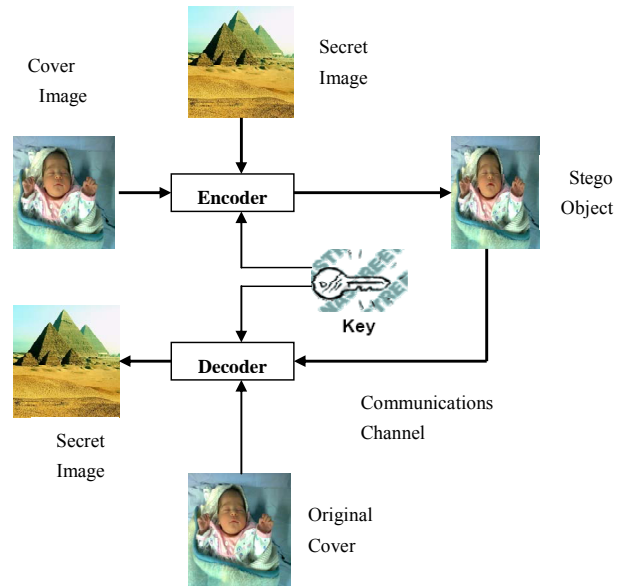 Secret
Image
Cover
Image
Encoder
Stego
Object
Key
Decoder
Communications
Channel
Secret
Image
Original
Cover